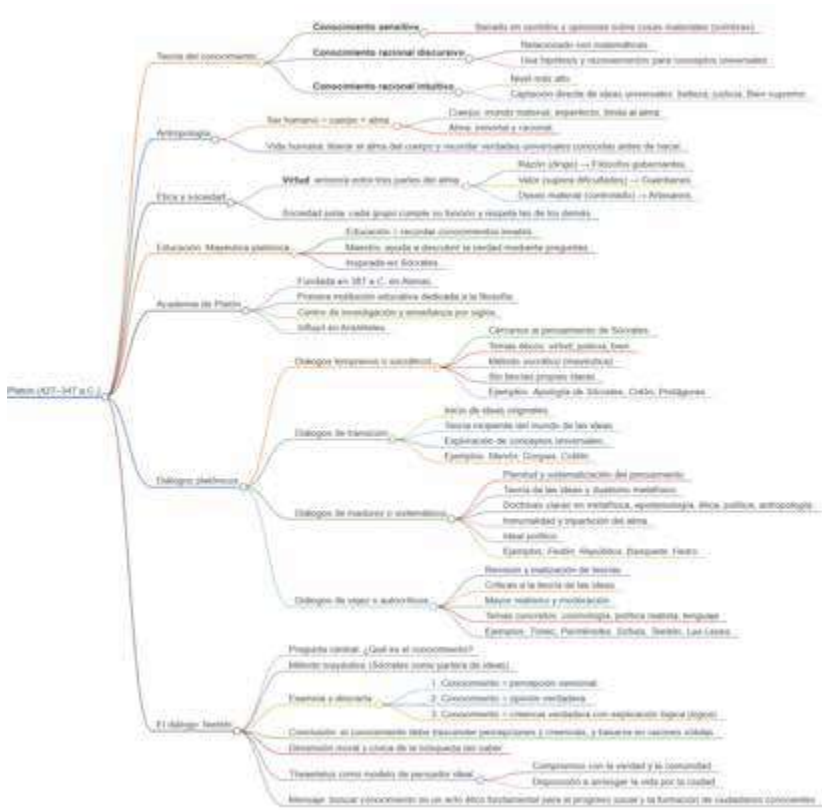 Platón (427-347 a.C.)
Teoría del conocimiento
Conocimiento sensitivo
Basado en sentidos y opiniones sobre cosas materiales (sombras).
Conocimiento racional discursivo
Relacionado con matemáticas.
Usa hipótesis y razonamientos para conceptos universales.
Conocimiento racional intuitivo
Nivel más alto.
Captación directa de ideas universales: belleza, justicia, Bien supremo.
Antropología
Ser humano = cuerpo + alma
Cuerpo: mundo material, imperfecto, limita al alma.
Alma: inmortal y racional.
Vida humana: liberar el alma del cuerpo y recordar verdades universales conocidas antes de nacer.
Ética y sociedad
Virtud: armonía entre tres partes del alma
Razón (dirige) → Filósofos gobernantes.
Valor (supera dificultades) → Guardianes.
Deseo material (controlado) → Artesanos.
Sociedad justa: cada grupo cumple su función y respeta las de los demás.
Educación: Mayéutica platónica
Educación = recordar conocimientos innatos.
Maestro: ayuda a descubrir la verdad mediante preguntas.
Inspirada en Sócrates.
Academia de Platón
Fundada en 387 a.C. en Atenas.
Primera institución educativa dedicada a la filosofía.
Centro de investigación y enseñanza por siglos.
Influyó en Aristóteles.
Diálogos platónicos
Diálogos tempranos o socráticos
Cercanos al pensamiento de Sócrates.
Temas éticos: virtud, justicia, bien.
Método socrático (mayéutica).
Sin teorías propias claras.
Ejemplos: Apología de Sócrates, Critón, Protágoras.
Diálogos de transición
Inicio de ideas originales.
Teoría incipiente del mundo de las ideas.
Exploración de conceptos universales.
Ejemplos: Menón, Gorgias, Crátilo.
Diálogos de madurez o sistemáticos
Plenitud y sistematización del pensamiento.
Teoría de las Ideas y dualismo metafísico.
Doctrinas claras en metafísica, epistemología, ética, política, antropología.
Inmortalidad y tripartición del alma.
Ideal político.
Ejemplos: Fedón, República, Banquete, Fedro.
Diálogos de vejez o autocríticos
Revisión y matización de teorías.
Críticas a la teoría de las Ideas.
Mayor realismo y moderación.
Temas concretos: cosmología, política realista, lenguaje.
Ejemplos: Timeo, Parménides, Sofista, Teeteto, Las Leyes.
El diálogo Teeteto
Pregunta central: ¿Qué es el conocimiento?
Método mayéutico (Sócrates como partera de ideas).
Examina y descarta
1. Conocimiento = percepción sensorial.
2. Conocimiento = opinión verdadera.
3. Conocimiento = creencia verdadera con explicación lógica (logos).
Conclusión: el conocimiento debe trascender percepciones y creencias, y basarse en razones sólidas.
Dimensión moral y cívica de la búsqueda del saber.
Theaetetus como modelo de pensador ideal
Compromiso con la verdad y la comunidad.
Disposición a arriesgar la vida por la ciudad.
Mensaje: buscar conocimiento es un acto ético fundamental para el progreso social y la formación de ciudadanos conscientes.